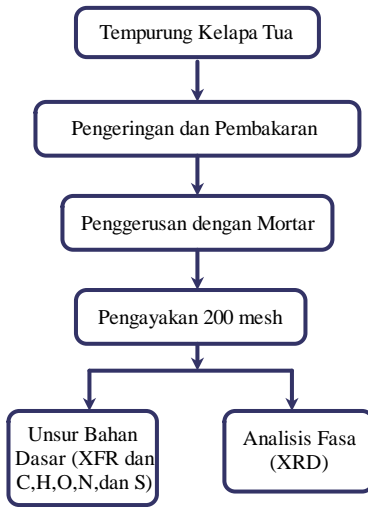 Tempurung Kelapa Tua
Pengeringan dan Pembakaran
Penggerusan dengan Mortar
Pengayakan 200 mesh
Unsur Bahan
Dasar (XFR dan
C,H,O,N,dan S)
Analisis Fasa
(XRD)